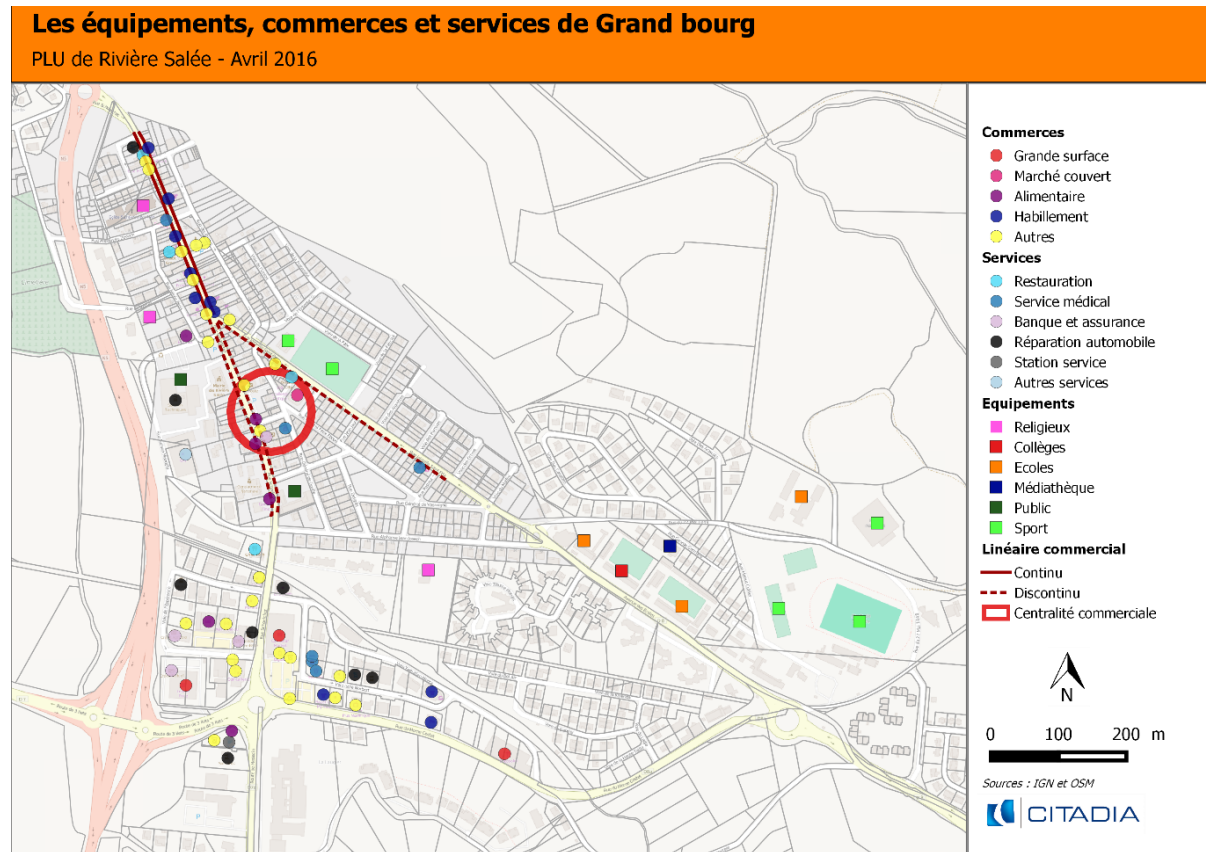 Les équipements, commerces et services de Grand bourg
PLU de Rivière Salée - Avril 2016
Commerces
Grande surface
Marché couvert
Alimentaire
Habillement
Autres
Services
Restauration
Service médical
Banque et assurance
Réparation automobile
Station service
Autres services
Equipements
Religieux
Collèges
Ecoles
Médiathèque
Public
Sport
Linéaire commercial
Continu
Discontinu
Centralité commerciale
N
0 100 200 m
Sources : IGN et OSM
CITADIA